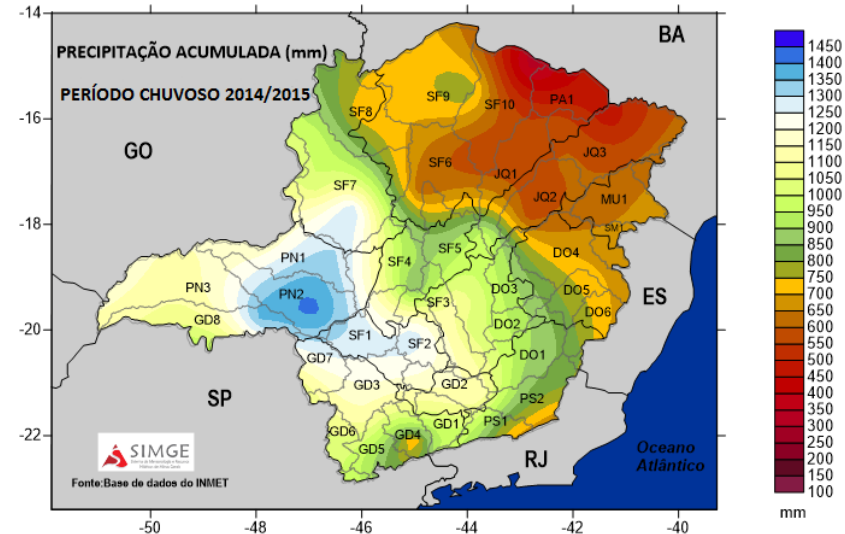 PRECIPITAÇÃO ACUMULADA (mm)
PERÍODO CHUVOSO 2014/2015
BA
GO
SP
RJ
ES
Oceano
Atlântico
SF8
SF9
SF10
PA1
SF6
JQ1
JQ3
JQ2
MU1
SM1
SF7
SF4
SF5
DO4
PN1
PN3
PN2
GD8
SF3
DO3
DO5
DO6
DO2
SF1
SF2
DO1
GD7
GD3
GD2
PS2
GD6
GD5
GD4
GD1
PS1
SIMGE
Fonte:Base de dados do INMET
-14
-16
-18
-20
-22
-50
-48
-46
-44
-42
-40
1450
1400
1300
1250
1200
1150
1100
1000
950
900
850
800
750
700
650
600
550
500
450
400
350
300
250
200
150
100
mm